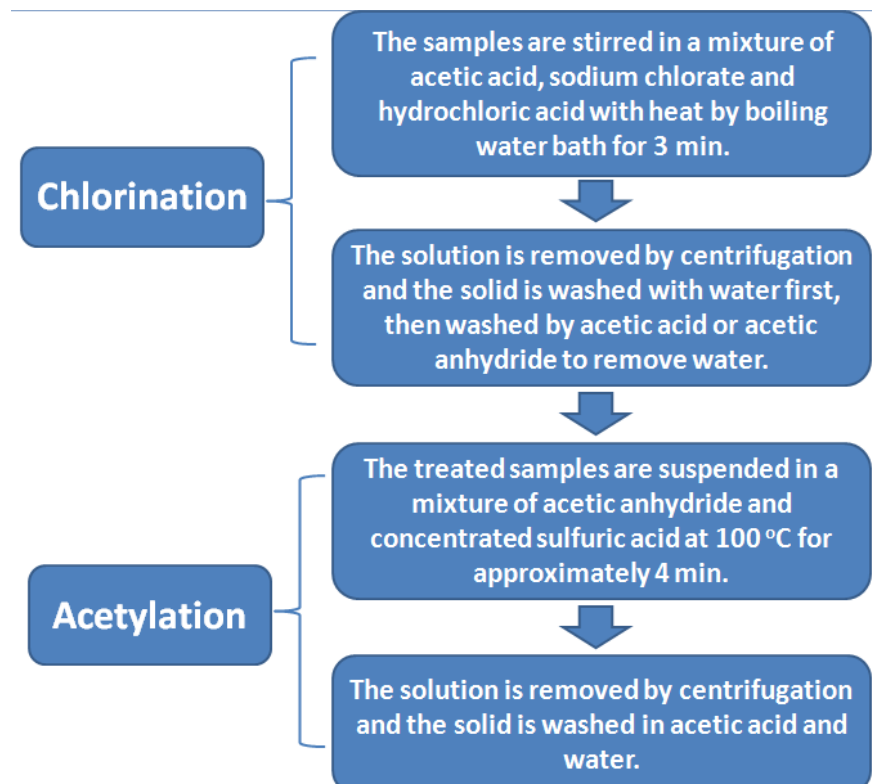 The samples are stirred in a mixture of
acetic acid, sodium chlorate and
hydrochloric acid with heat by boiling
water bath for 3 min.
Chlorination
The solution is removed by centrifugation
and the solid is washed with water first,
then washed by acetic acid or acetic
anhydride to remove water.
The treated samples are suspended in a
mixture of acetic anhydride and
concentrated sulfuric acid at 100 °C for
approximately 4 min.
Acetylation
The solution is removed by centrifugation
and the solid is washed in acetic acid and
water.